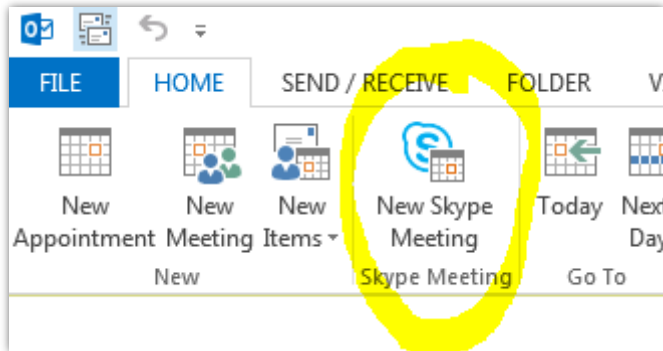 FILE HOME SEND / RECEIVE FOLDER
New New New New Skype Today
Appointment Meeting Items Meeting Day
New Skype Meeting Go To